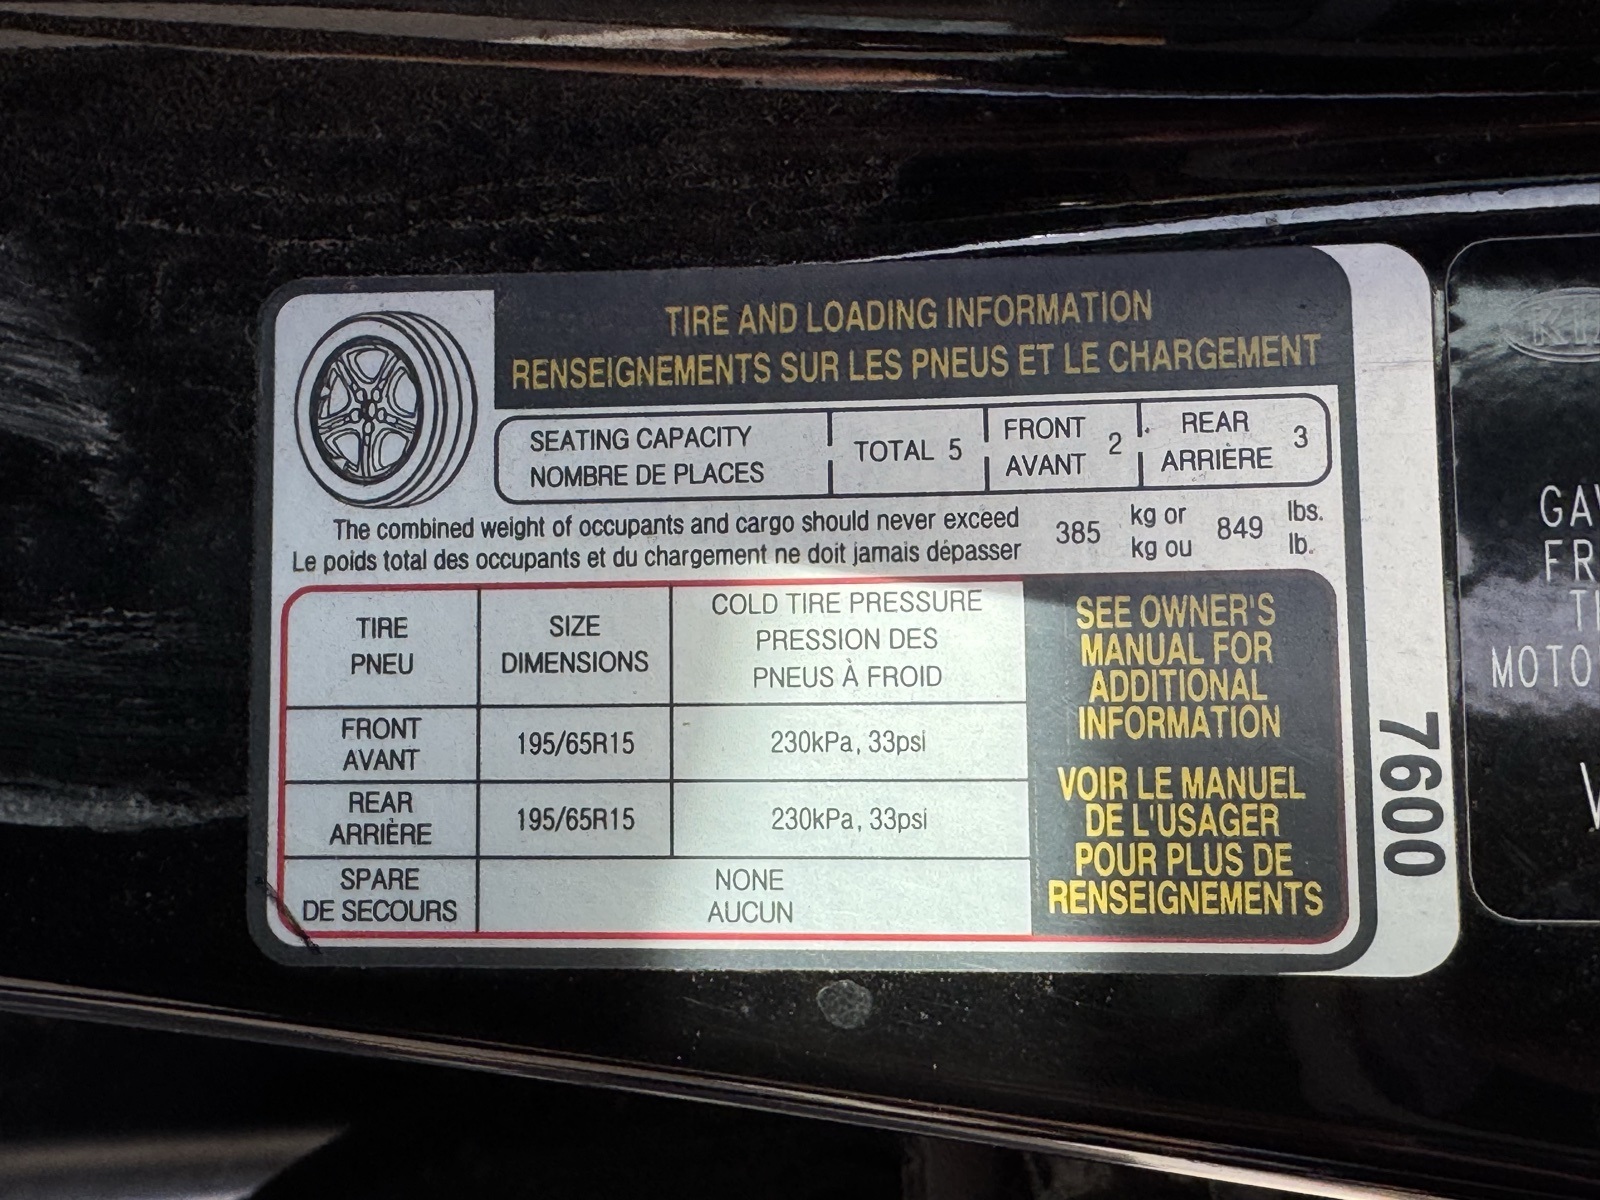 TIRE AND LOADING INFORMATION
RENSEIGNEMENTS SUR LES PNEUS ET LE CHARGEMENT
SEATING CAPACITY
NOMBRE DE PLACES
TOTAL 5
FRONT
AVANT
2
REAR
ARRIÈRE
3
The combined weight of occupants and cargo should never exceed 385 kg or 849 lbs.
Le poids total des occupants et du chargement ne doit jamais dépasser kg ou lb.
TIRE
PNEU
SIZE
DIMENSIONS
COLD TIRE PRESSURE
PRESSION DES
PNEUS À FROID
FRONT
AVANT
195/65R15
230kPa, 33psi
REAR
ARRIÈRE
195/65R15
230kPa, 33psi
SPARE
DE SECOURS
NONE
AUCUN
SEE OWNER'S
MANUAL FOR
ADDITIONAL
INFORMATION
VOIR LE MANUEL
DE L'USAGER
POUR PLUS DE
RENSEIGNEMENTS
7600